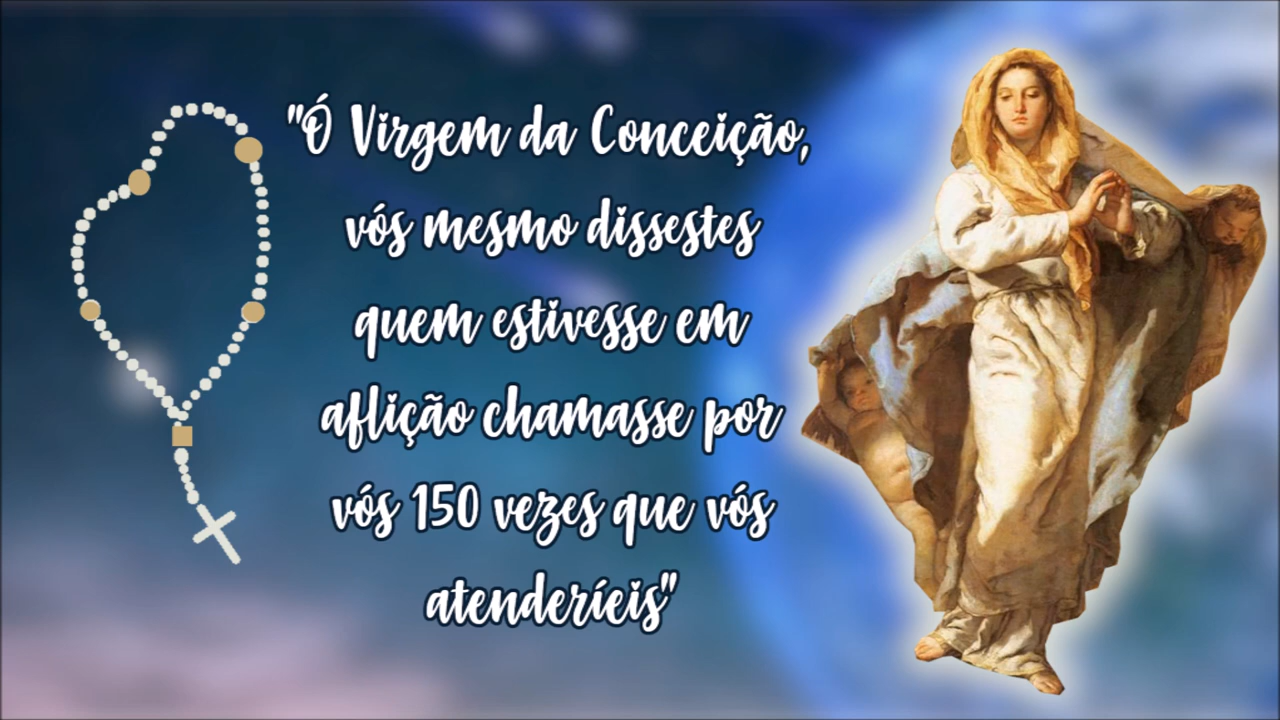 "Ó Virgem da Conceição,
vós mesmo dissestes
quem estivesse em
aflição chamasse por
vós 150 vezes que vós
atenderíeis"